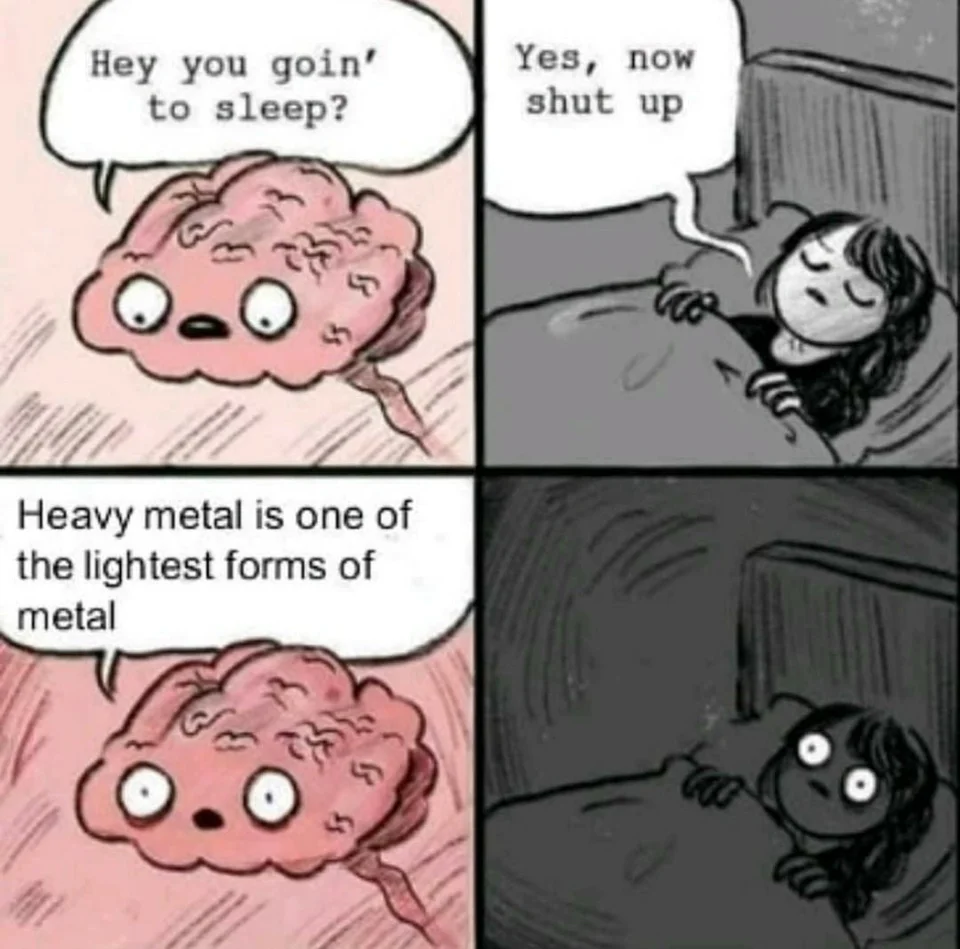 Hey you goin'
to sleep?
Yes, now
shut up
Heavy metal is one of
the lightest forms of
metal